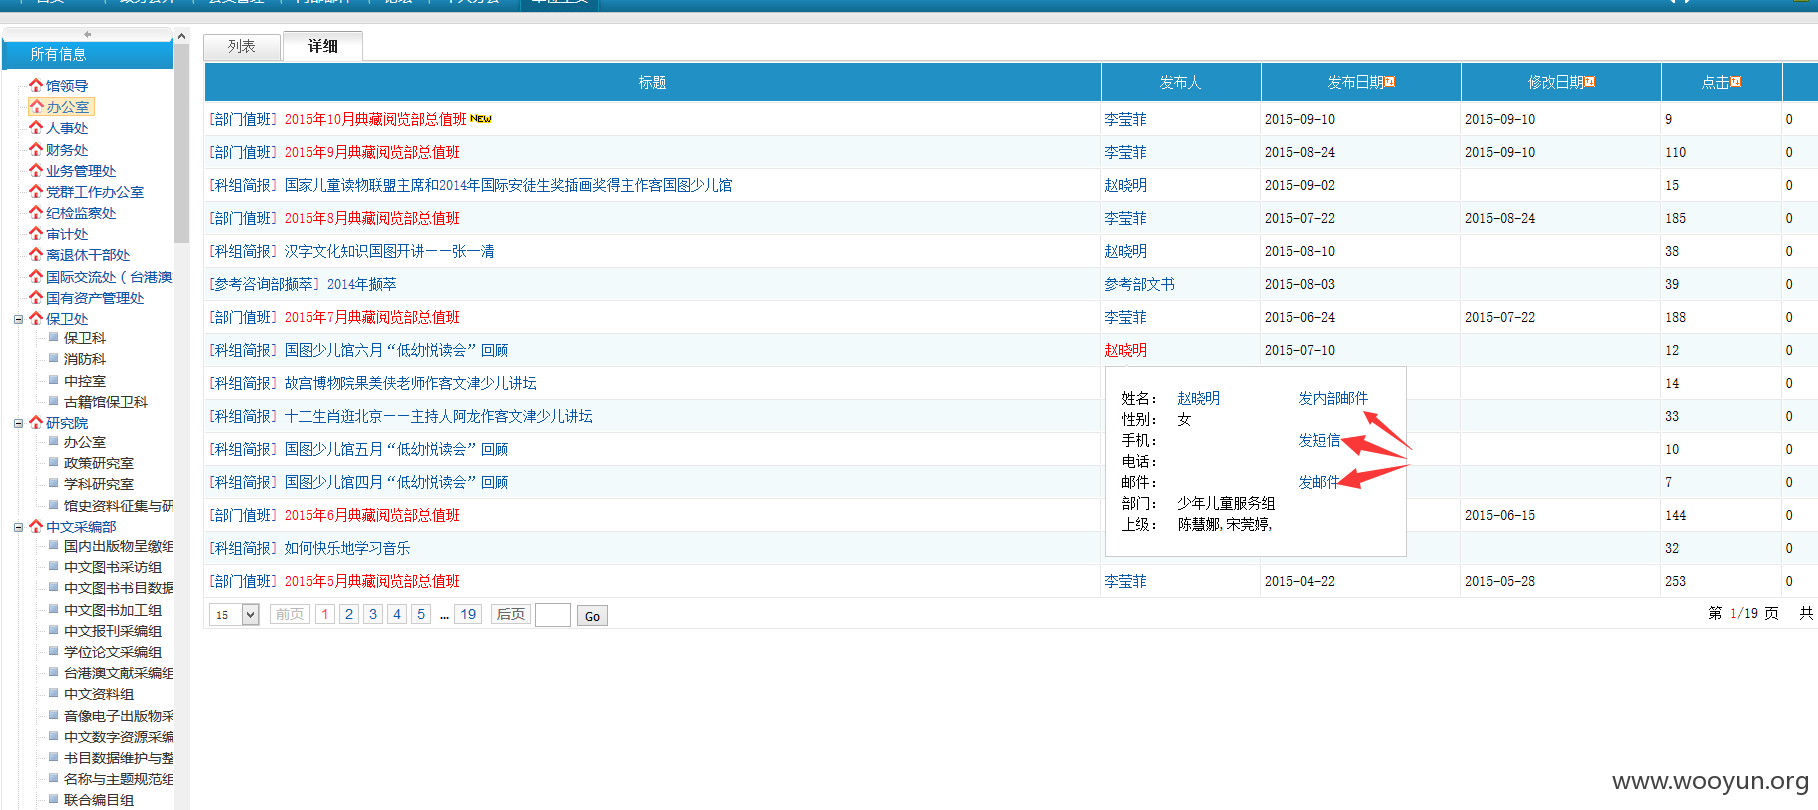 所有信息
馆领导
办公室
人事处
财务处
业务管理处
党群工作办公室
纪检监察处
审计处
离退休干部处
国际交流处（台港澳
国有资产管理处
保卫处
保卫科
消防科
中控室
古籍馆保卫科
研究院
办公室
政策研究室
学科研究室
馆史资料征集与研
中文采编部
国内出版物呈缴组
中文图书采访组
中文图书书目数据
中文图书加工组
中文报刊采编组
学位论文采编组
台港澳文献采编组
中文资料组
音像电子出版物采
中文数字资源采编
书目数据维护与整
名称与主题规范组
联合编目组
列表 详细
标题 发布人 发布日期 修改日期 点击
[部门值班] 2015年10月典藏阅览部总值班 NEW 李莹菲 2015-09-10 2015-09-10 9 0
[部门值班] 2015年9月典藏阅览部总值班 李莹菲 2015-08-24 2015-09-10 110 0
[科组简报] 国家儿童读物联盟主席和2014年国际安徒生奖插画奖得主作客国图少儿馆 赵晓明 2015-09-02 15 0
[部门值班] 2015年8月典藏阅览部总值班 李莹菲 2015-07-22 2015-08-24 185 0
[科组简报] 汉字文化知识国图开讲——张一清 赵晓明 2015-08-10 38 0
[参考咨询部撷萃] 2014年撷萃 参考部文书 2015-08-03 39 0
[部门值班] 2015年7月典藏阅览部总值班 李莹菲 2015-06-24 2015-07-22 188 0
[科组简报] 国图少儿馆六月“低幼悦读会”回顾 赵晓明 2015-07-10 12 0
[科组简报] 故宫博物院果美侠老师作客文津少儿讲坛 14 0
[科组简报] 十二生肖逛北京——主持人阿龙作客文津少儿讲坛 33 0
[科组简报] 国图少儿馆五月“低幼悦读会”回顾 10 0
[科组简报] 国图少儿馆四月“低幼悦读会”回顾 7 0
[部门值班] 2015年6月典藏阅览部总值班 2015-06-15 144 0
[科组简报] 如何快乐地学习音乐 32 0
[部门值班] 2015年5月典藏阅览部总值班 李莹菲 2015-04-22 2015-05-28 253 0
姓名： 赵晓明 发内部邮件
性别： 女
手机： 发短信
电话：
邮件： 发邮件
部门： 少年儿童服务组
上级： 陈慧娜,宋莞婷,
15 前页 1 2 3 4 5 ... 19 后页 Go 第 1/19 页 共
www.wooyun.org